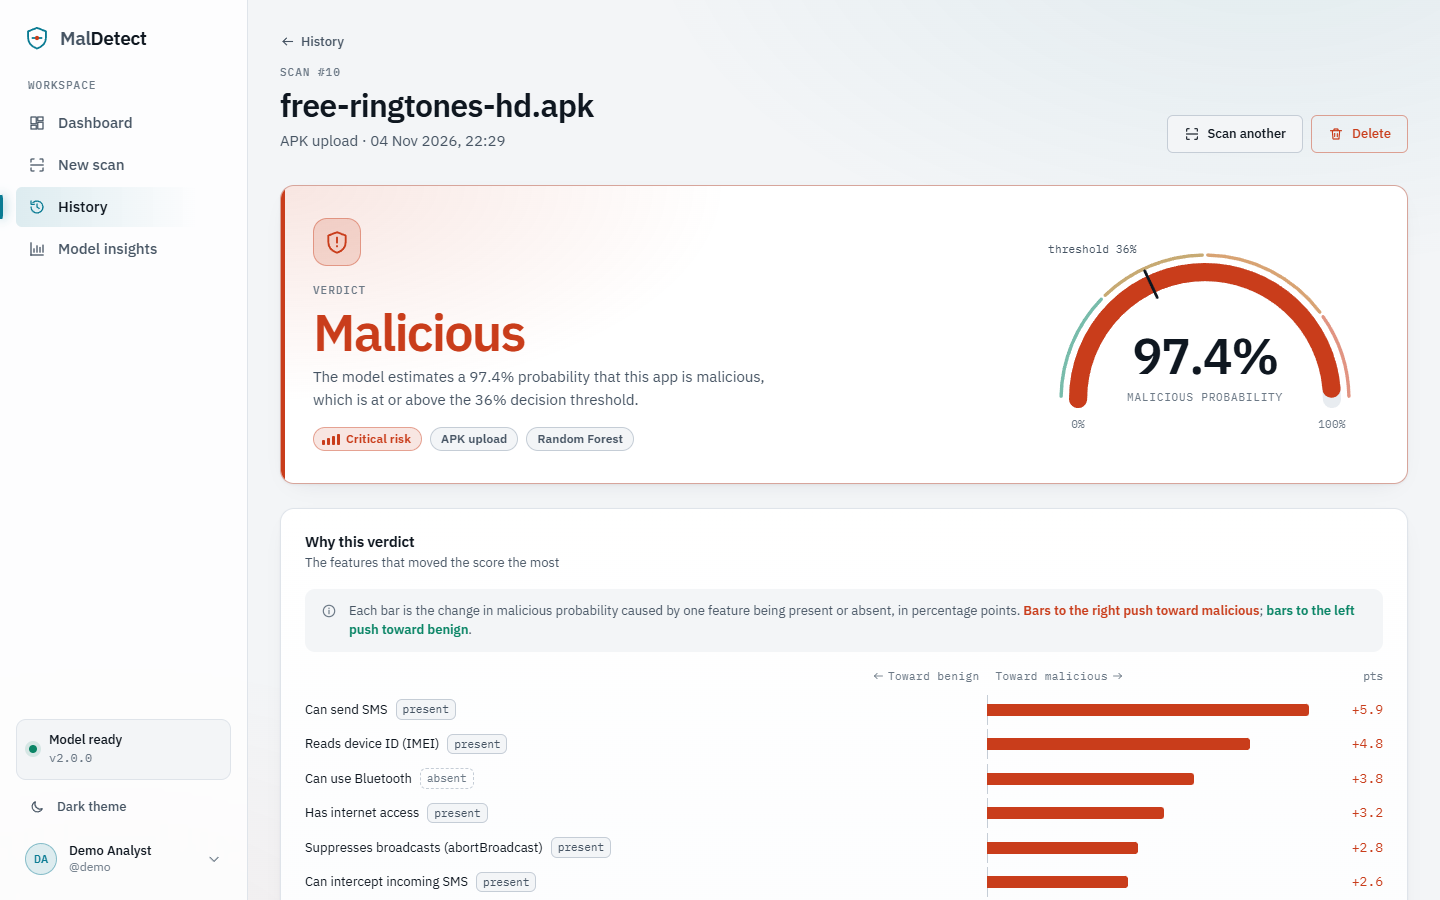 MalDetect
WORKSPACE
Dashboard
New scan
History
Model insights
Model ready
v2.0.0
Dark theme
DA
Demo Analyst
@demo
← History
SCAN #10
free-ringtones-hd.apk
APK upload · 04 Nov 2026, 22:29
Scan another
Delete
VERDICT
Malicious
The model estimates a 97.4% probability that this app is malicious,
which is at or above the 36% decision threshold.
Critical risk
APK upload
Random Forest
threshold 36%
97.4%
MALICIOUS PROBABILITY
0%
100%
Why this verdict
The features that moved the score the most
Each bar is the change in malicious probability caused by one feature being present or absent, in percentage points. Bars to the right push toward malicious; bars to the left
push toward benign.
← Toward benign Toward malicious → pts
Can send SMS present +5.9
Reads device ID (IMEI) present +4.8
Can use Bluetooth absent +3.8
Has internet access present +3.2
Suppresses broadcasts (abortBroadcast) present +2.8
Can intercept incoming SMS present +2.6